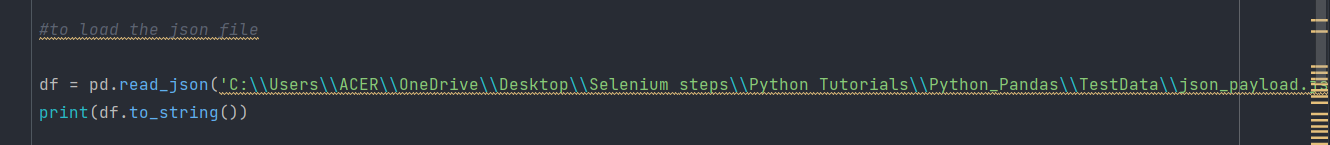 #to load the json file
df = pd.read_json('C:\\Users\\ACER\\OneDrive\\Desktop\\Selenium steps\\Python Tutorials\\Python_Pandas\\TestData\\json_payload.js
print(df.to_string())